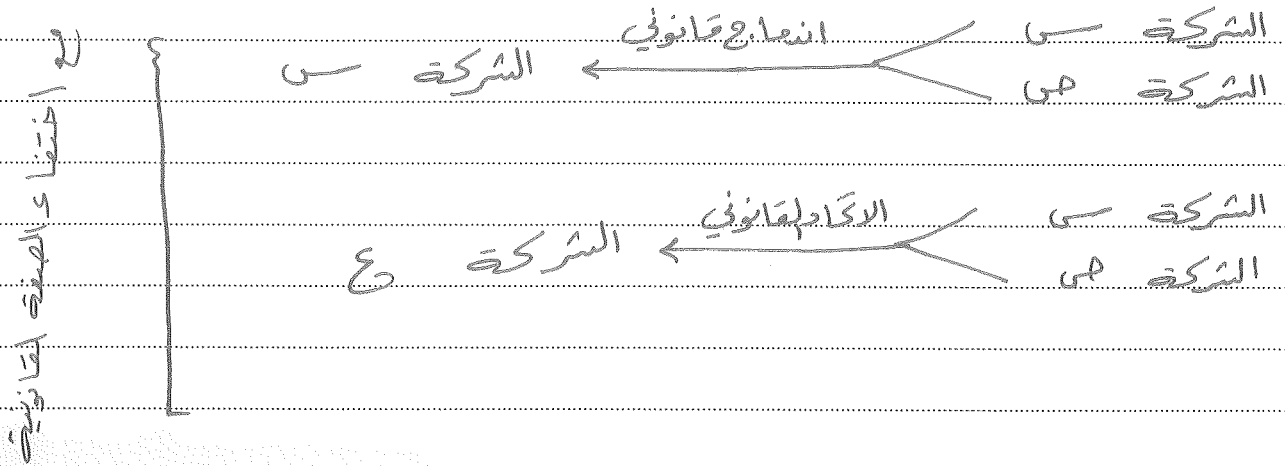 الشركة س
اندماج قانوني
الشركة س
الشركة ص
الشركة س
الاتحاد القانوني
الشركة ع
الشركة ص
اختفاء الصفة القانونية